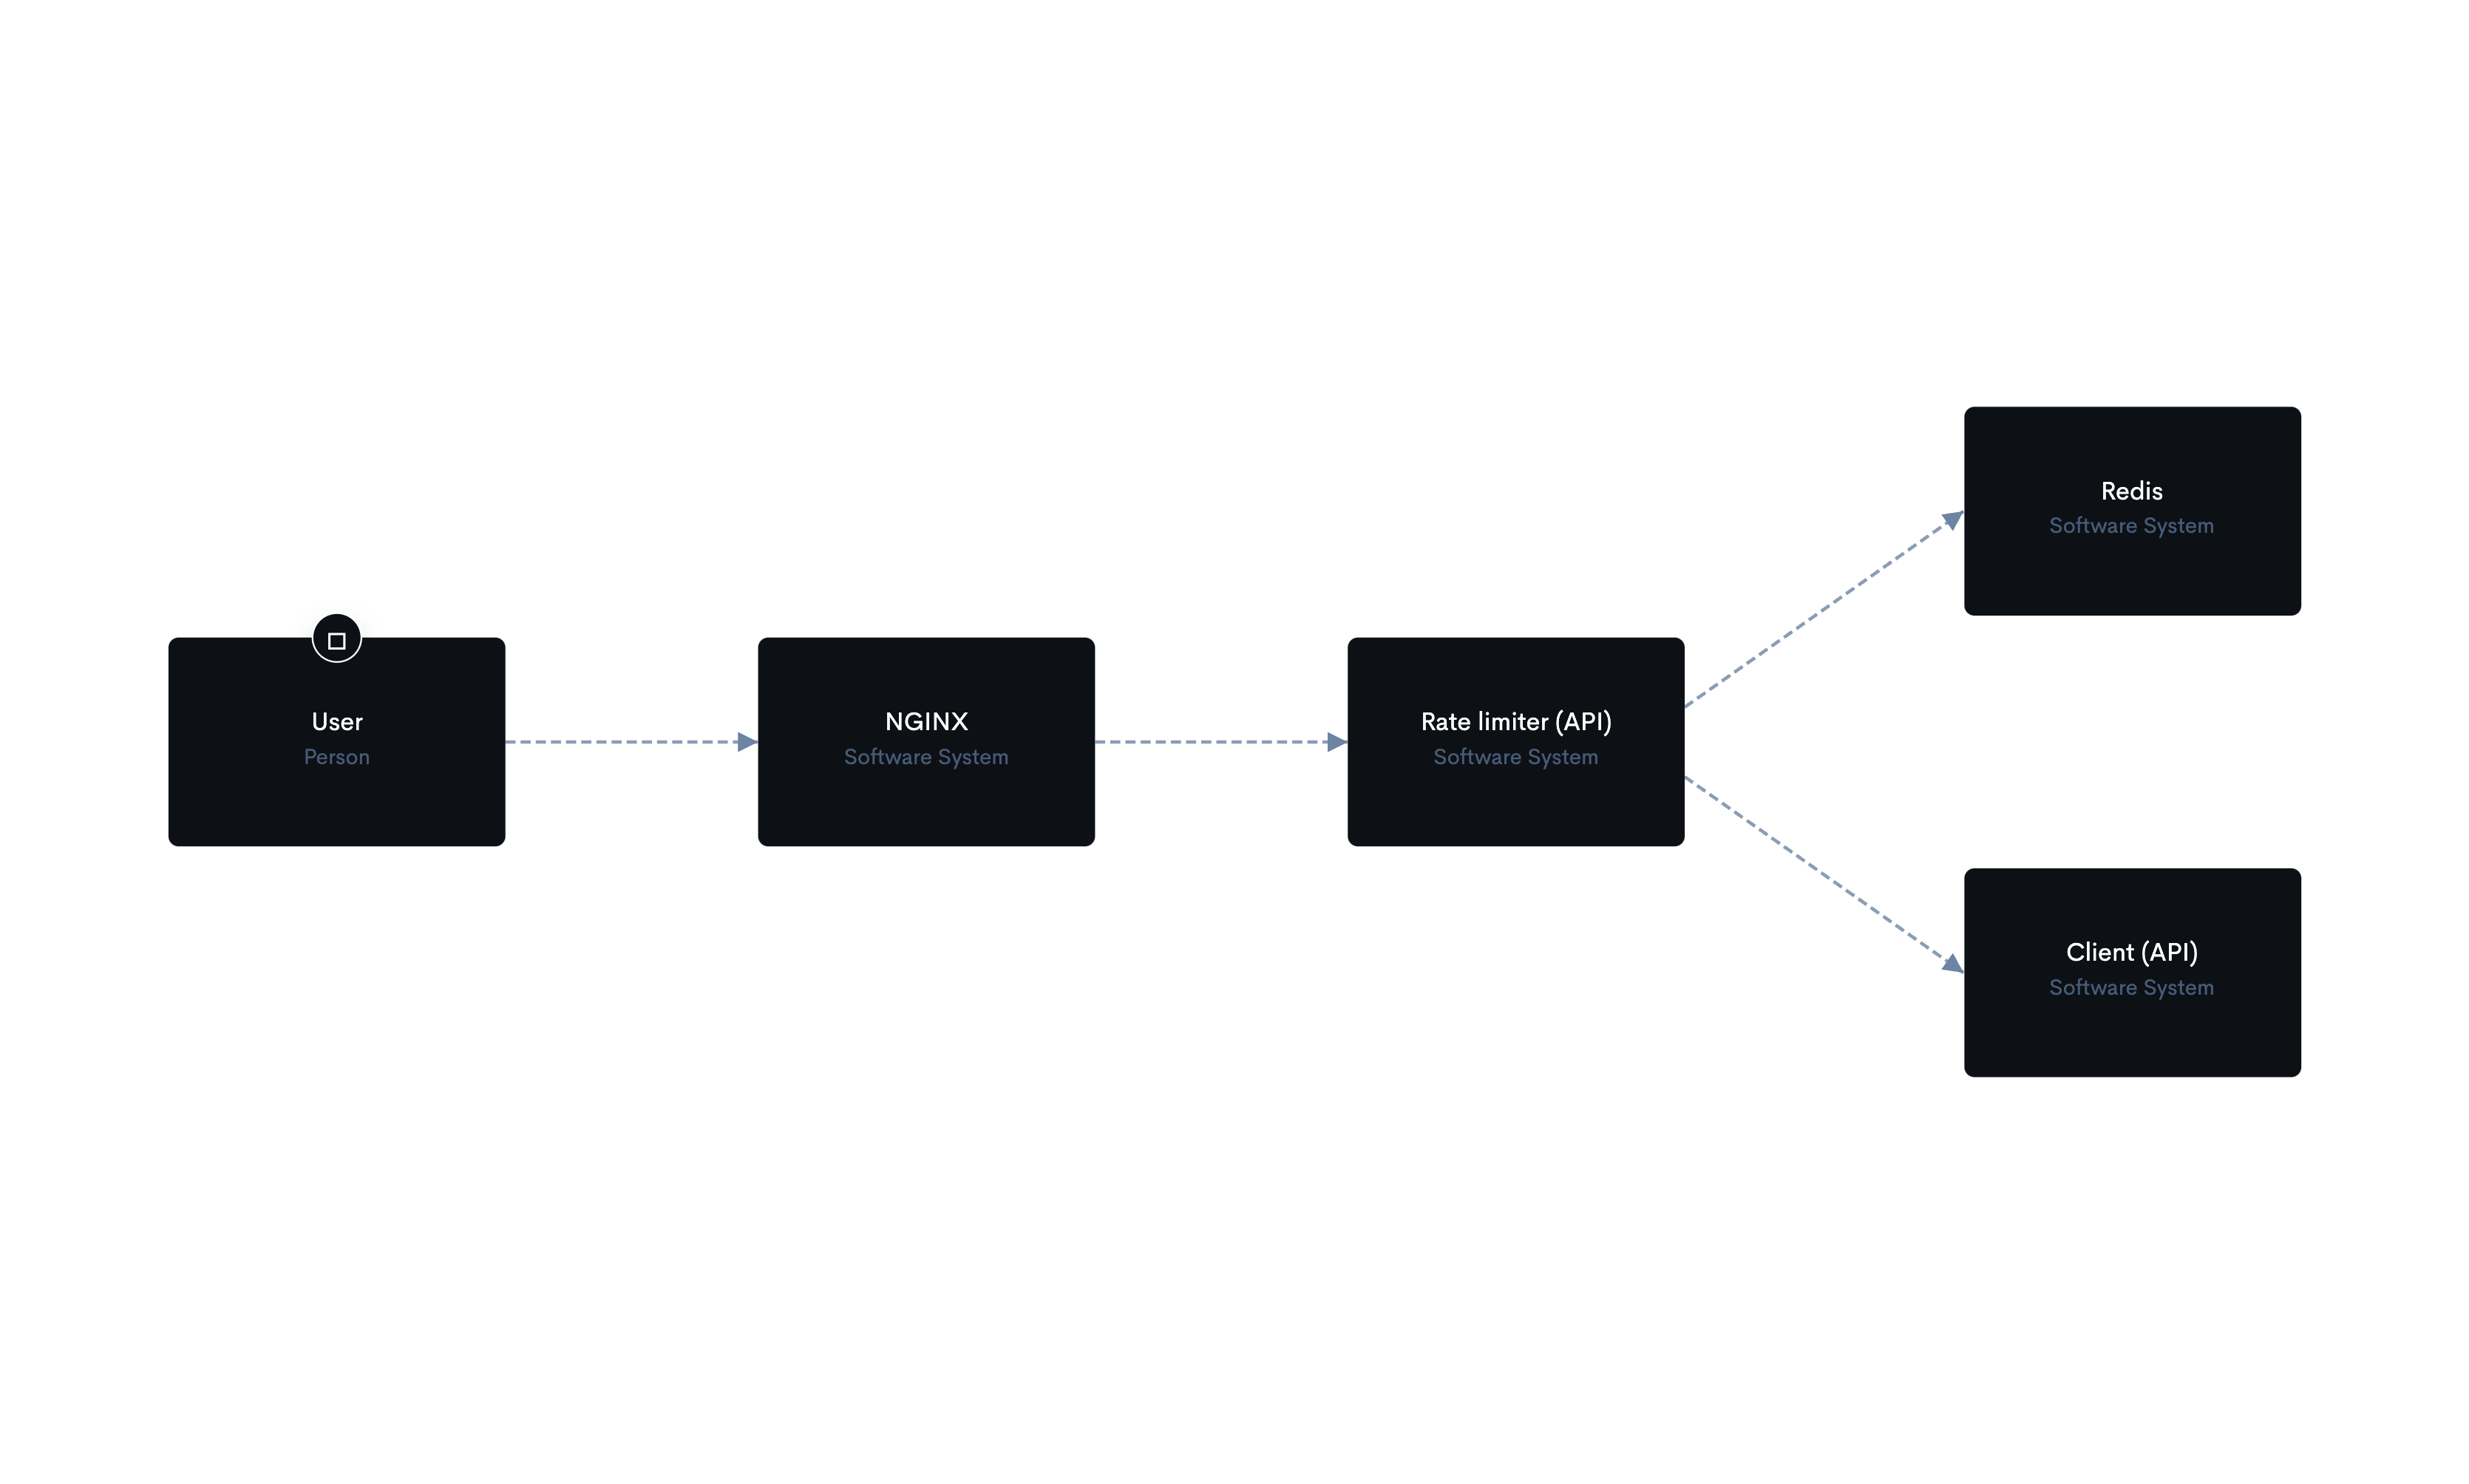 User
Person
NGINX
Software System
Rate limiter (API)
Software System
Redis
Software System
Client (API)
Software System